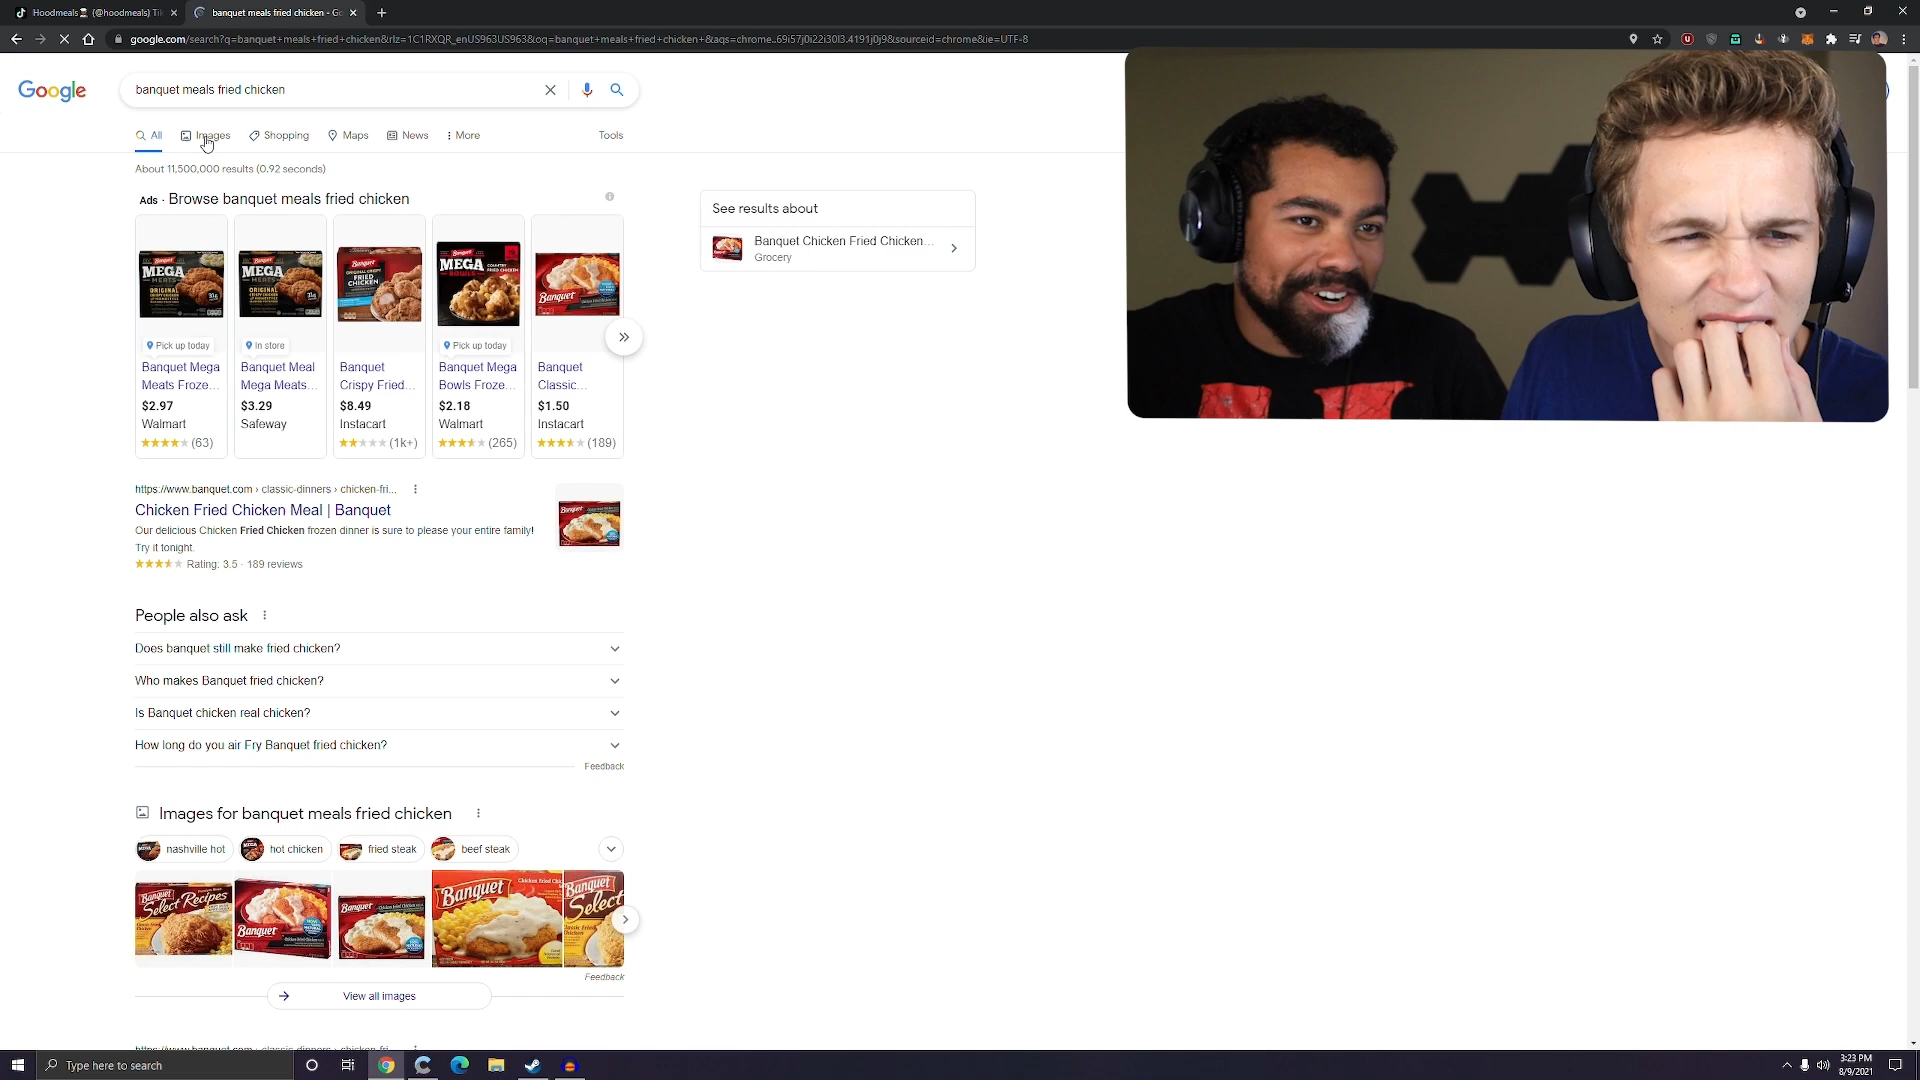 Hoodmeals (@hoodmeals) Tik
banquet meals fried chicken - Go
google.com/search?q=banquet+meals+fried+chicken&rlz=1C1RXQR_enUS963US963&oq=banquet+meals+fried+chicken+&aqs=chrome..69i57j0i22i30l3.4191j0j9&sourceid=chrome&ie=UTF-8
Google
banquet meals fried chicken
All Images Shopping Maps News More Tools
About 11,500,000 results (0.92 seconds)
Ads · Browse banquet meals fried chicken
Pick up today
Banquet Mega
Meats Froze...
$2.97
Walmart
(63)
In store
Banquet Meal
Mega Meats...
$3.29
Safeway
Banquet
Crispy Fried...
$8.49
Instacart
(1k+)
Pick up today
Banquet Mega
Bowls Froze...
$2.18
Walmart
(265)
Banquet
Classic...
$1.50
Instacart
(189)
See results about
Banquet Chicken Fried Chicken...
Grocery
https://www.banquet.com › classic-dinners › chicken-fri...
Chicken Fried Chicken Meal | Banquet
Our delicious Chicken Fried Chicken frozen dinner is sure to please your entire family!
Try it tonight.
Rating: 3.5 · 189 reviews
People also ask
Does banquet still make fried chicken?
Who makes Banquet fried chicken?
Is Banquet chicken real chicken?
How long do you air Fry Banquet fried chicken?
Feedback
Images for banquet meals fried chicken
nashville hot
hot chicken
fried steak
beef steak
Banquet
Select Recipes
Banquet
Banquet
Banquet
Banquet
Select
Feedback
View all images
Type here to search
3:23 PM
8/9/2021